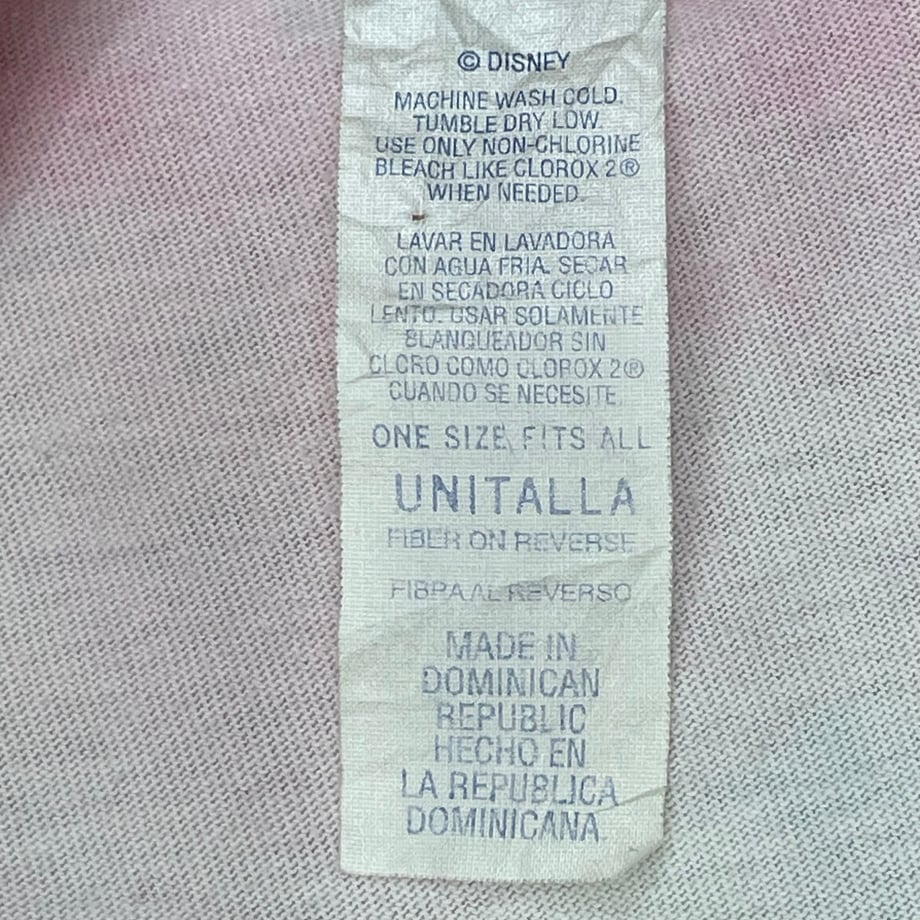 © DISNEY
MACHINE WASH COLD.
TUMBLE DRY LOW.
USE ONLY NON-CHLORINE
BLEACH LIKE CLOROX 2®
WHEN NEEDED.
LAVAR EN LAVADORA
CON AGUA FRIA. SECAR
EN SECADORA CICLO
LENTO. USAR SOLAMENTE
BLANQUEADOR SIN
CLORO COMO CLOROX 2®
CUANDO SE NECESITE.
ONE SIZE FITS ALL
UNITALLA
FIBER ON REVERSE
FIBRA AL REVERSO
MADE IN
DOMINICAN
REPUBLIC
HECHO EN
LA REPUBLICA
DOMINICANA